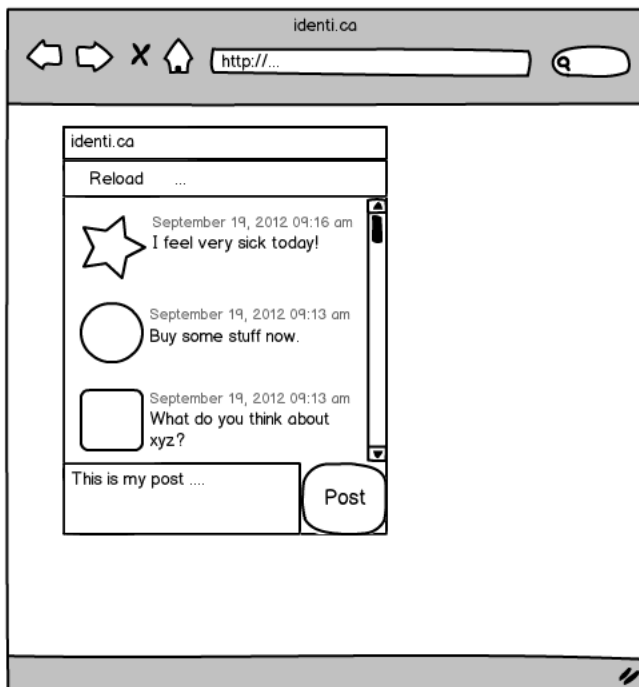 identi.ca
http://...
identi.ca
Reload ...
September 19, 2012 09:16 am
I feel very sick today!
September 19, 2012 09:13 am
Buy some stuff now.
September 19, 2012 09:13 am
What do you think about
xyz?
This is my post ....
Post